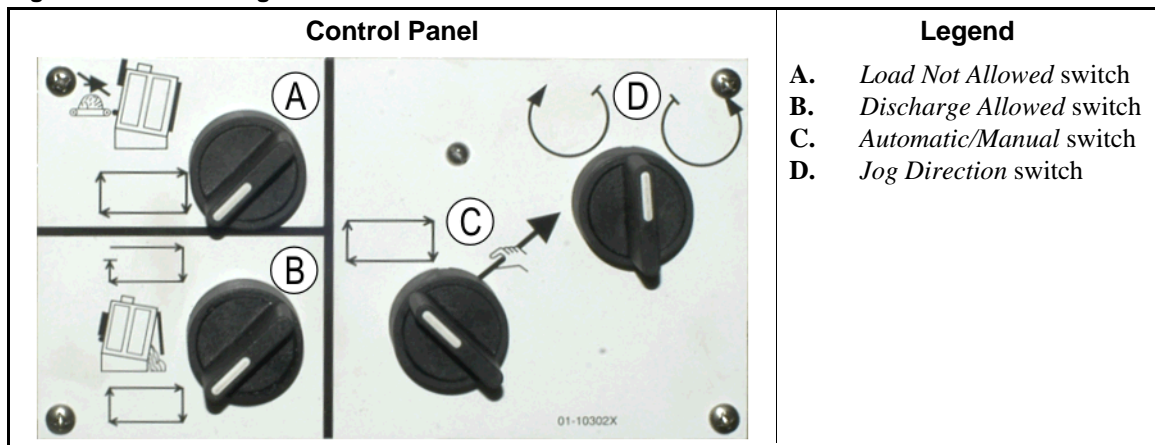 Control Panel
Legend
A
B
C
D
01-10302X
A. Load Not Allowed switch
B. Discharge Allowed switch
C. Automatic/Manual switch
D. Jog Direction switch